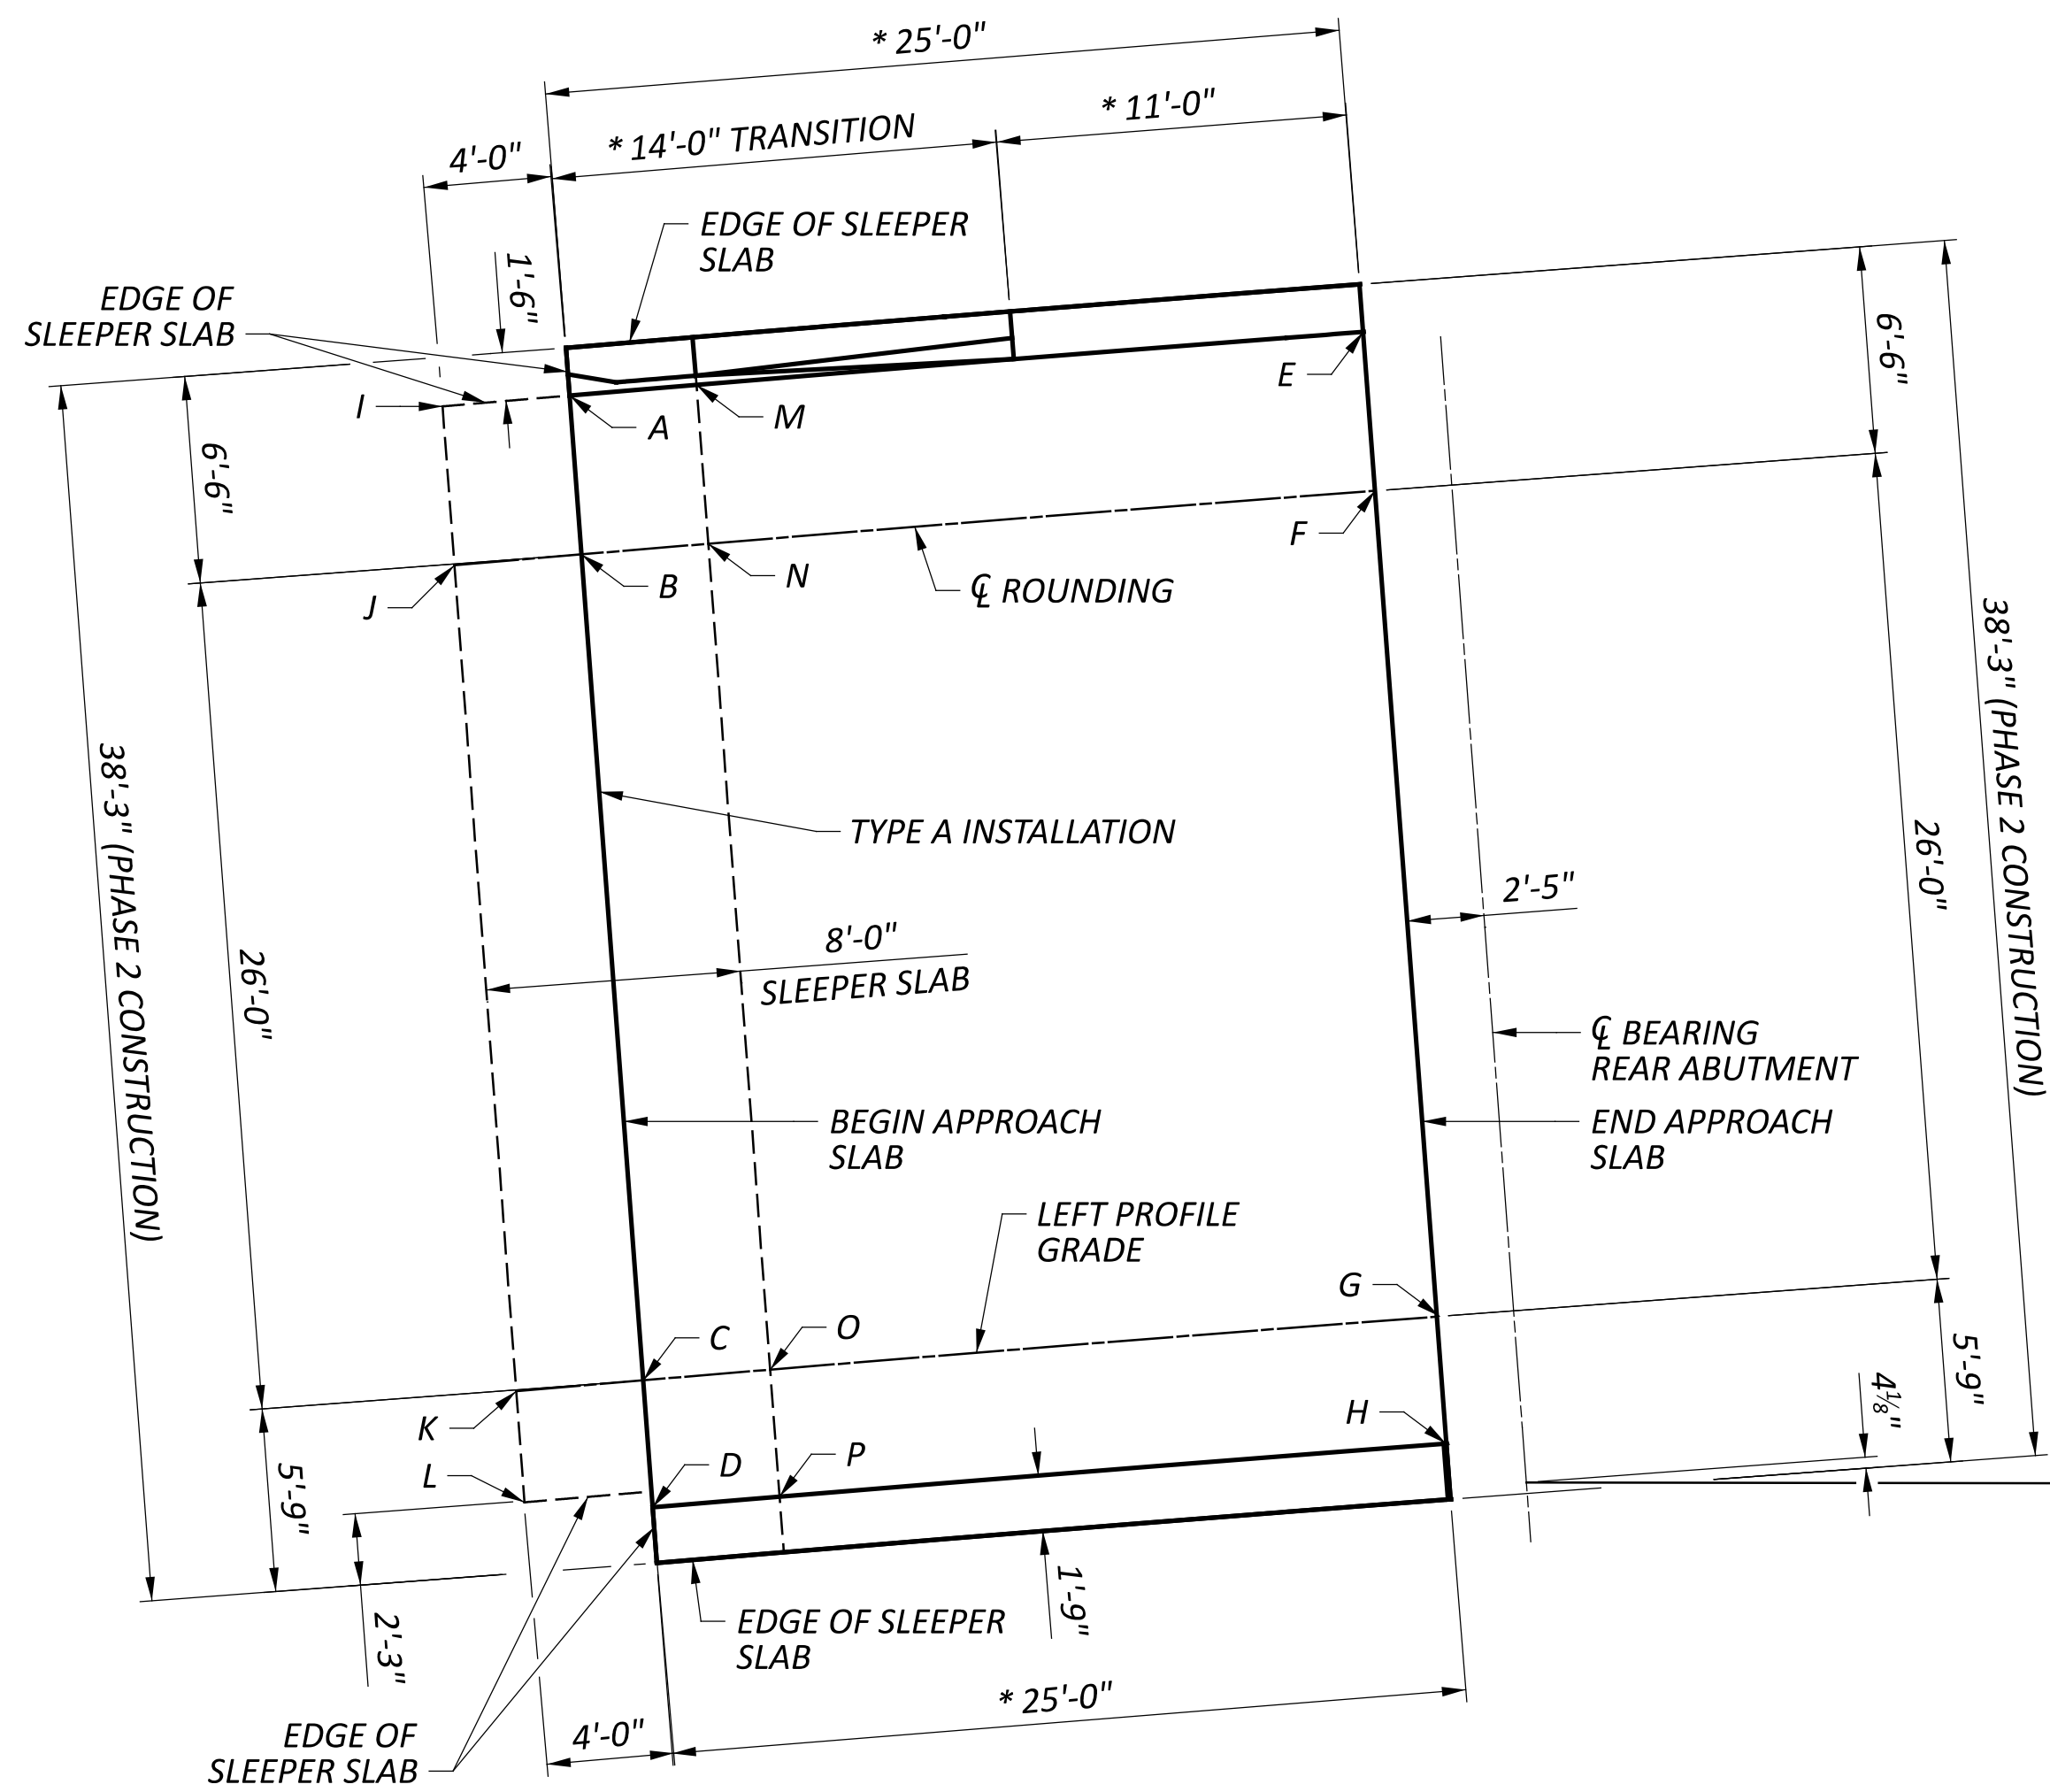 * 25'-0"
* 11'-0"
* 14'-0" TRANSITION
4'-0"
EDGE OF SLEEPER
SLAB
1'-6"
EDGE OF
SLEEPER SLAB
6'-6"
E
I
A
M
6'-6"
F
B
N
J
℄ ROUNDING
38'-3" (PHASE 2 CONSTRUCTION)
38'-3" (PHASE 2 CONSTRUCTION)
TYPE A INSTALLATION
26'-0"
2'-5"
8'-0"
SLEEPER SLAB
26'-0"
℄ BEARING
REAR ABUTMENT
BEGIN APPROACH
SLAB
END APPROACH
SLAB
LEFT PROFILE
GRADE
G
C
O
5'-9"
4⅛"
K
H
L
D
P
5'-9"
1'-9"
2'-3"
EDGE OF SLEEPER
SLAB
* 25'-0"
4'-0"
EDGE OF
SLEEPER SLAB